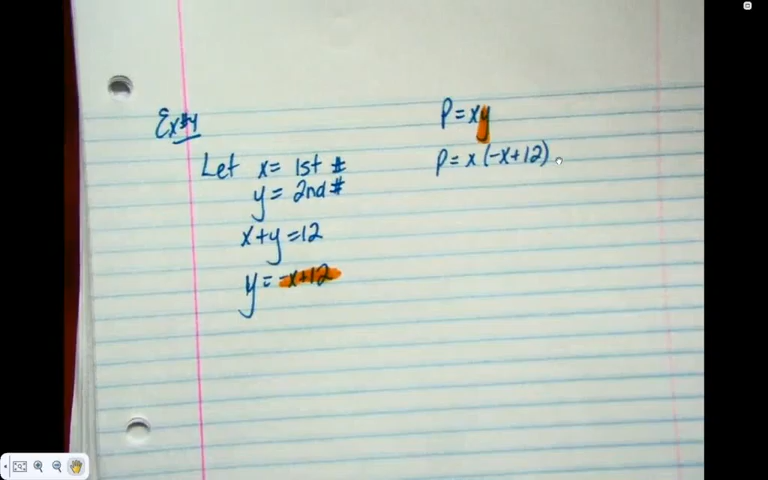 Ex#4
Let x = 1st #
y = 2nd #
x+y=12
y = -x+12
P = xy
P = x(-x+12)